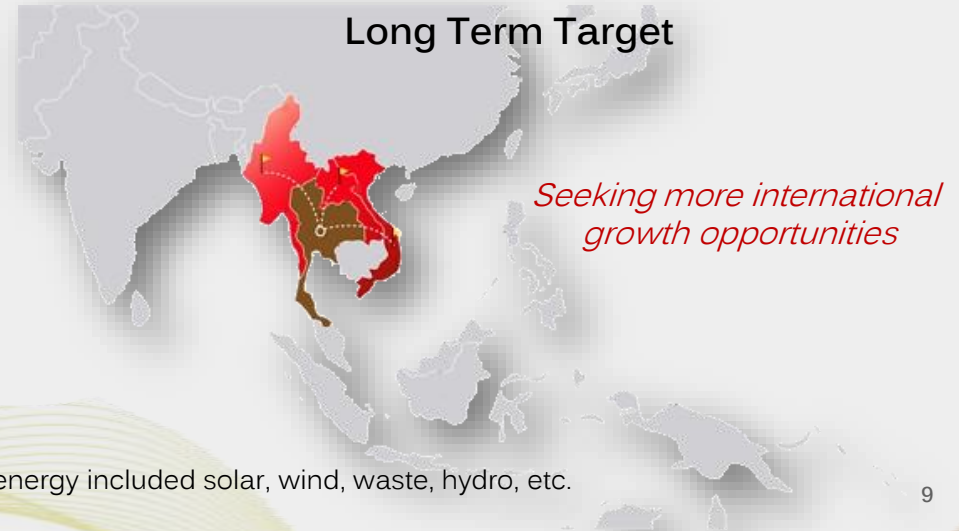 Long Term Target
Seeking more international
growth opportunities
energy included solar, wind, waste, hydro, etc.
9